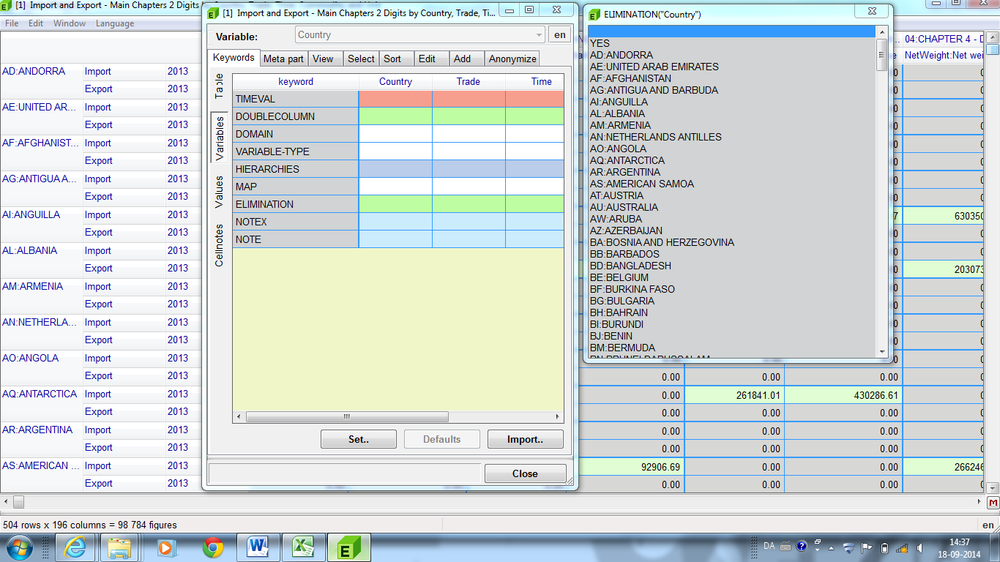 [1] Import and Export - Main Chapters 2 Digits by
File Edit Window Language
AD:ANDORRA Import 2013
Export 2013
AE:UNITED AR... Import 2013
Export 2013
AF:AFGHANIST... Import 2013
Export 2013
AG:ANTIGUA A... Import 2013
Export 2013
AI:ANGUILLA Import 2013
Export 2013
AL:ALBANIA Import 2013
Export 2013
AM:ARMENIA Import 2013
Export 2013
AN:NETHERLA... Import 2013
Export 2013
AO:ANGOLA Import 2013
Export 2013
AQ:ANTARCTICA Import 2013
Export 2013
AR:ARGENTINA Import 2013
Export 2013
AS:AMERICAN ... Import 2013
Export 2013
[1] Import and Export - Main Chapters 2 Digits by Country, Trade, Ti...
Variable: Country en
Keywords Meta part View Select Sort Edit Add Anonymize
Table
Variables
Values
Cellnotes
keyword Country Trade Time
TIMEVAL
DOUBLECOLUMN
DOMAIN
VARIABLE-TYPE
HIERARCHIES
MAP
ELIMINATION
NOTEX
NOTE
Set.. Defaults Import..
Close
ELIMINATION("Country")
YES
AD:ANDORRA
AE:UNITED ARAB EMIRATES
AF:AFGHANISTAN
AG:ANTIGUA AND BARBUDA
AI:ANGUILLA
AL:ALBANIA
AM:ARMENIA
AN:NETHERLANDS ANTILLES
AO:ANGOLA
AQ:ANTARCTICA
AR:ARGENTINA
AS:AMERICAN SAMOA
AT:AUSTRIA
AU:AUSTRALIA
AW:ARUBA
AZ:AZERBAIJAN
BA:BOSNIA AND HERZEGOVINA
BB:BARBADOS
BD:BANGLADESH
BE:BELGIUM
BF:BURKINA FASO
BG:BULGARIA
BH:BAHRAIN
BI:BURUNDI
BJ:BENIN
BM:BERMUDA
BN:BRUNEI DARUSSALAM
04:CHAPTER 4 - D
NetWeight:Net wei
630350
203073
0.00 0.00 0.00
0.00 261841.01 430286.61
0.00 0.00 0.00
0.00 0.00 0.00
0.00 0.00 0.00
92906.69 0.00 0.00 266246
0.00 0.00 0.00
M
504 rows x 196 columns = 98 784 figures en
DA 14:37
18-09-2014